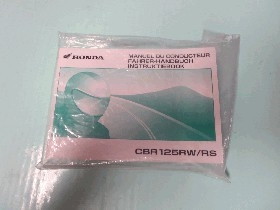 HONDA
MANUEL DU CONDUCTEUR
FAHRER-HANDBUCH
INSTRUCTIEBOEK
CBR125RW/RS